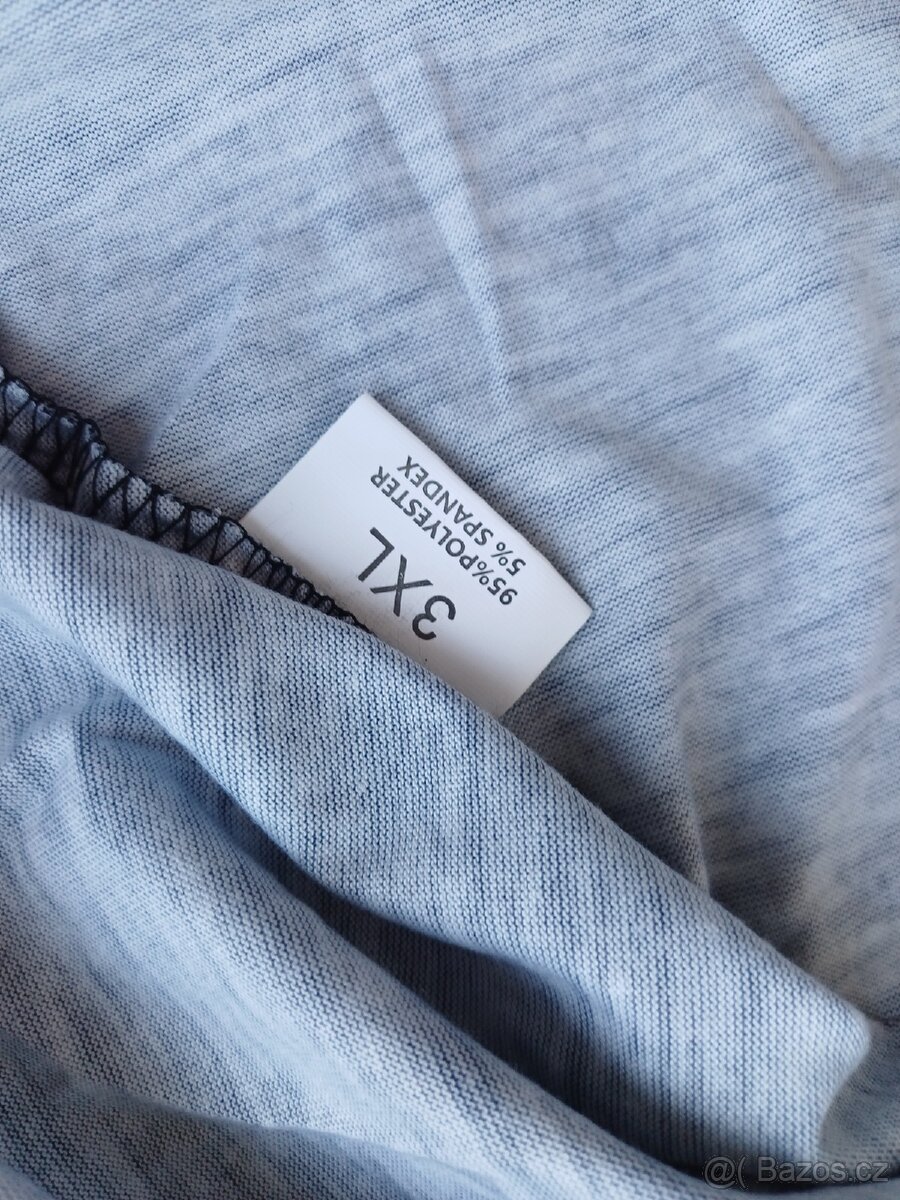 3XL
95%POLYESTER
5% SPANDEX
@( Bazos.cz